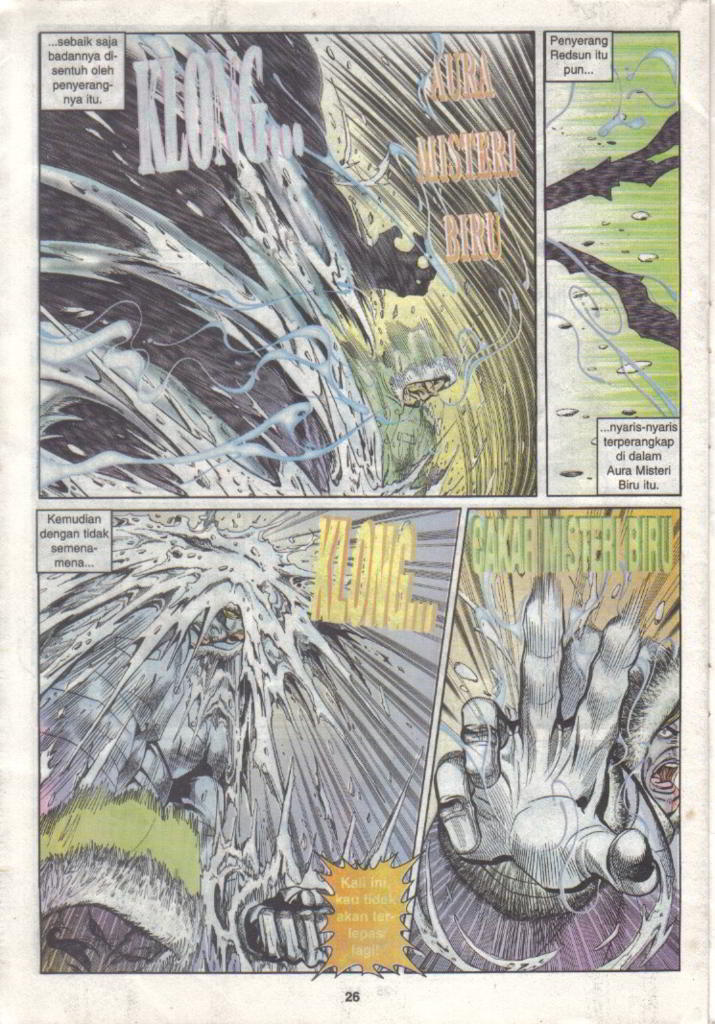 ...sebaik saja
badannya di-
sentuh oleh
penyerang-
nya itu.
KLONG...
AURA
MISTERI
BIRU
Penyerang
Redsun itu
pun...
...nyaris-nyaris
terperangkap
di dalam
Aura Misteri
Biru itu.
Kemudian
dengan tidak
semena-
mena...
KLONG...
Kali ini,
kau tidak
akan ter-
lepas
lagi!
MISTERI BIRU
26